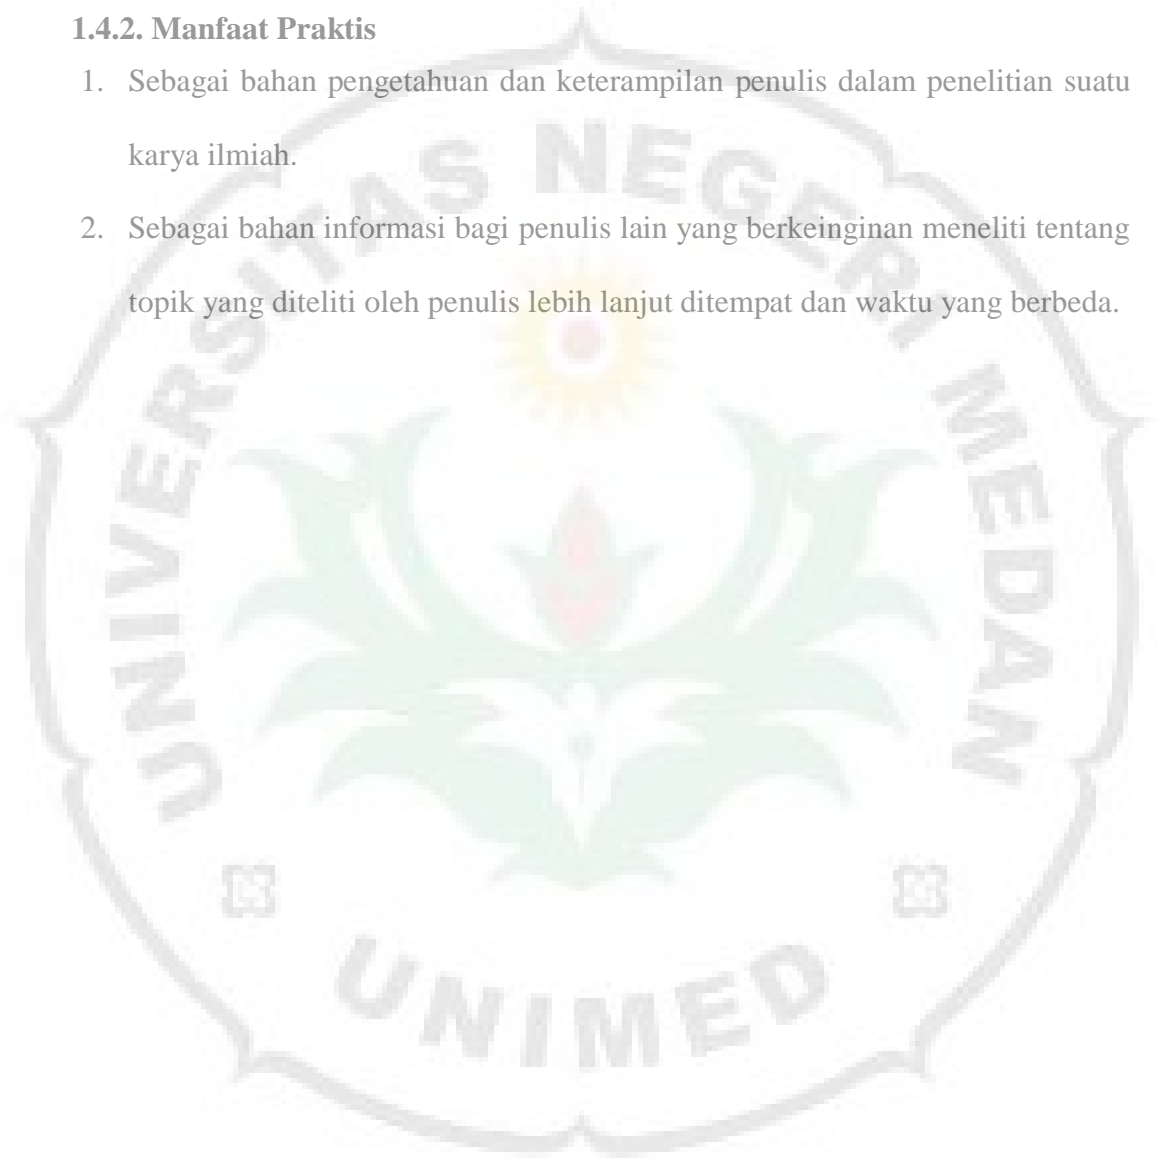 1.4.2. Manfaat Praktis
1. Sebagai bahan pengetahuan dan keterampilan penulis dalam penelitian suatu
karya ilmiah.
2. Sebagai bahan informasi bagi penulis lain yang berkeinginan meneliti tentang
topik yang diteliti oleh penulis lebih lanjut ditempat dan waktu yang berbeda.
UNIVERSITAS NEGERI MEDAN
UNIMED